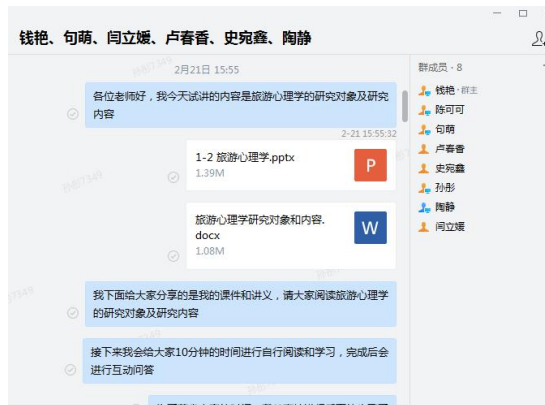 钱艳、句萌、闫立媛、卢春香、史宛鑫、陶静
2月21日 15:55
各位老师好，我今天试讲的内容是旅游心理学的研究对象及研究
内容
2-21 15:55:32
1-2 旅游心理学.pptx
1.39M
P
旅游心理学研究对象和内容.
docx
1.08M
W
我下面给大家分享的是我的课件和讲义，请大家阅读旅游心理学
的研究对象及研究内容
接下来我会给大家10分钟的时间进行自行阅读和学习，完成后会
进行互动问答
群成员 · 8
钱艳 · 群主
陈可可
句萌
卢春香
史宛鑫
孙彤
陶静
闫立媛